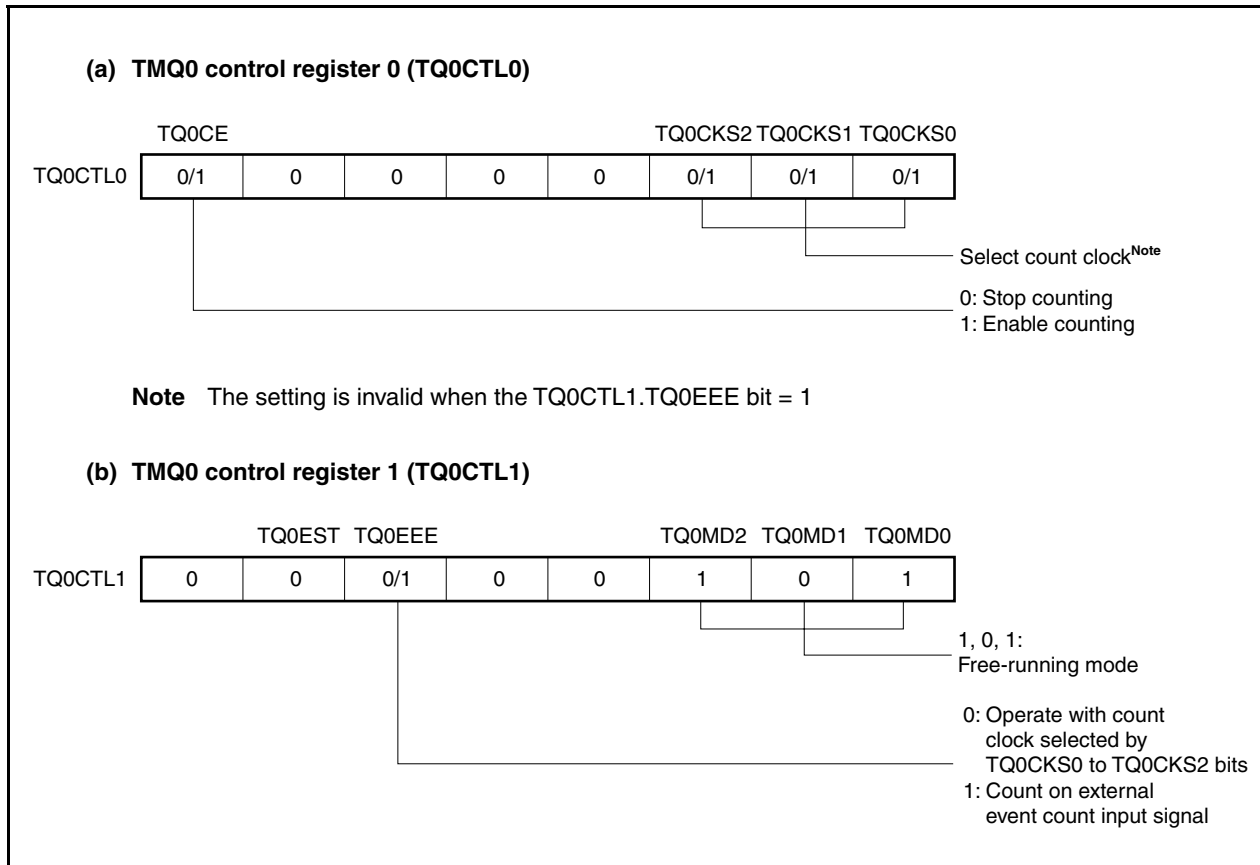 (a) TMQ0 control register 0 (TQ0CTL0)
TQ0CE TQ0CKS2 TQ0CKS1 TQ0CKS0
TQ0CTL0 0/1 0 0 0 0 0/1 0/1 0/1
Select count clockNote
0: Stop counting
1: Enable counting
Note The setting is invalid when the TQ0CTL1.TQ0EEE bit = 1
(b) TMQ0 control register 1 (TQ0CTL1)
TQ0EST TQ0EEE TQ0MD2 TQ0MD1 TQ0MD0
TQ0CTL1 0 0 0/1 0 0 1 0 1
1, 0, 1:
Free-running mode
0: Operate with count
clock selected by
TQ0CKS0 to TQ0CKS2 bits
1: Count on external
event count input signal